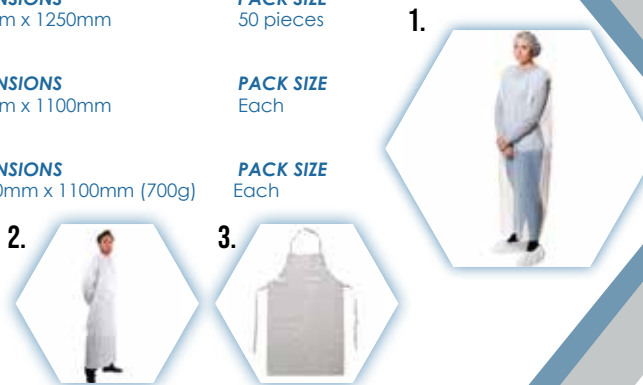 PACK SIZE
m x 1250mm 50 pieces
1.
NSIONS PACK SIZE
m x 1100mm Each
NSIONS PACK SIZE
0mm x 1100mm (700g) Each
2. 3.